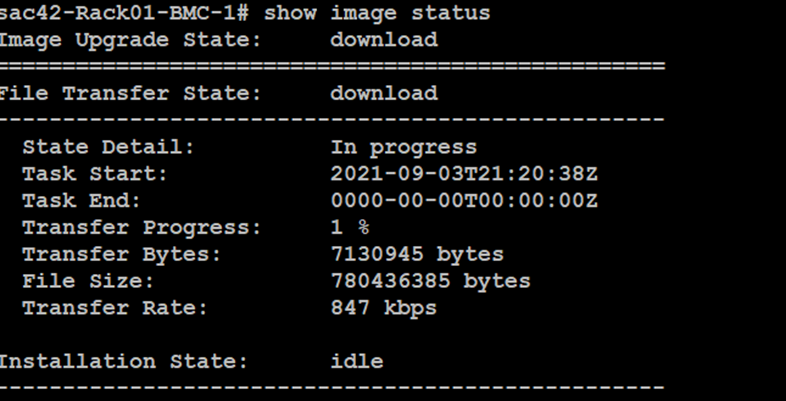 sac42-Rack01-BMC-1# show image status
Image Upgrade State:     download
==================================================
File Transfer State:     download
--------------------------------------------------
  State Detail:          In progress
  Task Start:            2021-09-03T21:20:38Z
  Task End:              0000-00-00T00:00:00Z
  Transfer Progress:     1 %
  Transfer Bytes:        7130945 bytes
  File Size:             780436385 bytes
  Transfer Rate:         847 kbps
Installation State:      idle
--------------------------------------------------